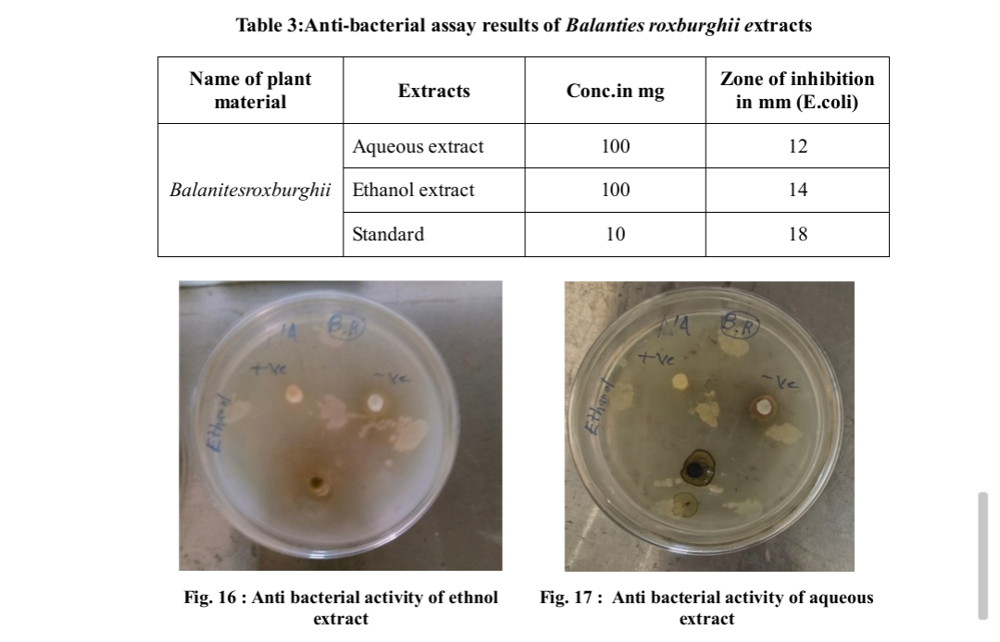 Table 3:Anti-bacterial assay results of Balanties roxburghii extracts
Name of plant material
Extracts
Conc.in mg
Zone of inhibition in mm (E.coli)
Balanitesroxburghii
Aqueous extract
100
12
Ethanol extract
100
14
Standard
10
18
B.R
+ve
-ve
Ethanol
B.R
+ve
-ve
Ethanol
Fig. 16 : Anti bacterial activity of ethnol
extract
Fig. 17 : Anti bacterial activity of aqueous
extract